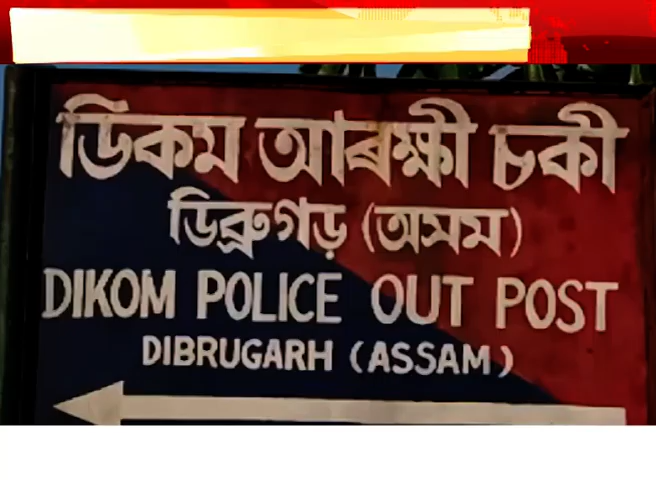 ডিকম আৰক্ষী চকী
ডিব্ৰুগড় (অসম)
DIKOM POLICE OUT POST
DIBRUGARH (ASSAM)